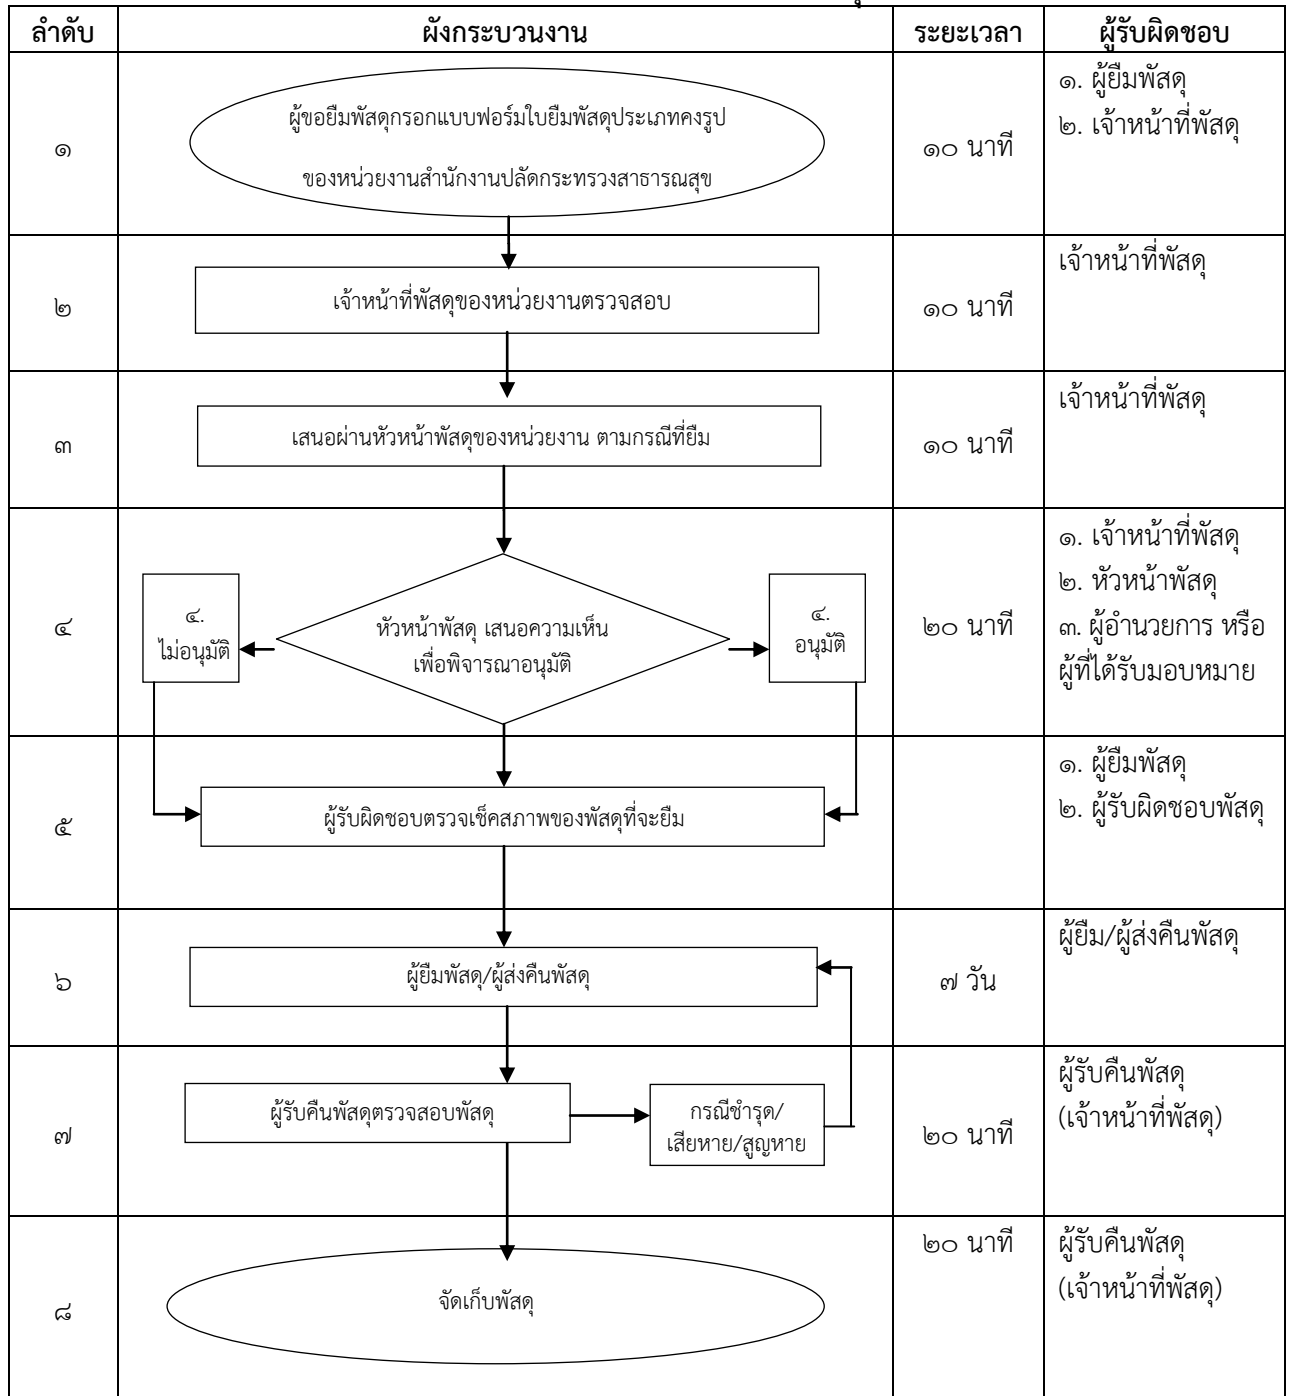 ลำดับ ผังกระบวนงาน ระยะเวลา ผู้รับผิดชอบ
๑
ผู้ขอยืมพัสดุกรอกแบบฟอร์มใบยืมพัสดุประเภทคงรูป
ของหน่วยงานสำนักงานปลัดกระทรวงสาธารณสุข
๑๐ นาที
๑. ผู้ยืมพัสดุ
๒. เจ้าหน้าที่พัสดุ
๒
เจ้าหน้าที่พัสดุของหน่วยงานตรวจสอบ
๑๐ นาที
เจ้าหน้าที่พัสดุ
๓
เสนอผ่านหัวหน้าพัสดุของหน่วยงาน ตามกรณีที่ยืม
๑๐ นาที
เจ้าหน้าที่พัสดุ
๔
๔.
ไม่อนุมัติ
หัวหน้าพัสดุ เสนอความเห็น
เพื่อพิจารณาอนุมัติ
๔.
อนุมัติ
๒๐ นาที
๑. เจ้าหน้าที่พัสดุ
๒. หัวหน้าพัสดุ
๓. ผู้อำนวยการ หรือ
ผู้ที่ได้รับมอบหมาย
๕
ผู้รับผิดชอบตรวจเช็คสภาพของพัสดุที่จะยืม
๑. ผู้ยืมพัสดุ
๒. ผู้รับผิดชอบพัสดุ
๖
ผู้ยืมพัสดุ/ผู้ส่งคืนพัสดุ
๗ วัน
ผู้ยืม/ผู้ส่งคืนพัสดุ
๗
ผู้รับคืนพัสดุตรวจสอบพัสดุ
กรณีชำรุด/
เสียหาย/สูญหาย
๒๐ นาที
ผู้รับคืนพัสดุ
(เจ้าหน้าที่พัสดุ)
๘
จัดเก็บพัสดุ
๒๐ นาที
ผู้รับคืนพัสดุ
(เจ้าหน้าที่พัสดุ)